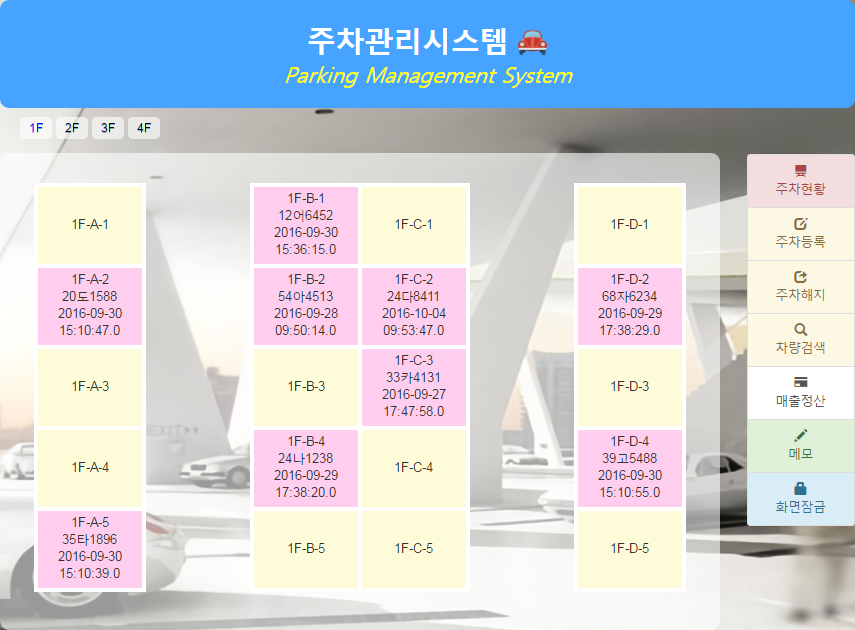 주차관리시스템
Parking Management System
1F 2F 3F 4F
1F-A-1
1F-A-2
20도1588
2016-09-30
15:10:47.0
1F-A-3
1F-A-4
1F-A-5
35타1896
2016-09-30
15:10:39.0
1F-B-1
12어6452
2016-09-30
15:36:15.0
1F-B-2
54아4513
2016-09-28
09:50:14.0
1F-B-3
1F-B-4
24나1238
2016-09-29
17:38:20.0
1F-B-5
1F-C-1
1F-C-2
24다8411
2016-10-04
09:53:47.0
1F-C-3
33카4131
2016-09-27
17:47:58.0
1F-C-4
1F-C-5
1F-D-1
1F-D-2
68자6234
2016-09-29
17:38:29.0
1F-D-3
1F-D-4
39고5488
2016-09-30
15:10:55.0
1F-D-5
주차현황
주차등록
주차해지
차량검색
매출정산
메모
화면잠금
EXIT